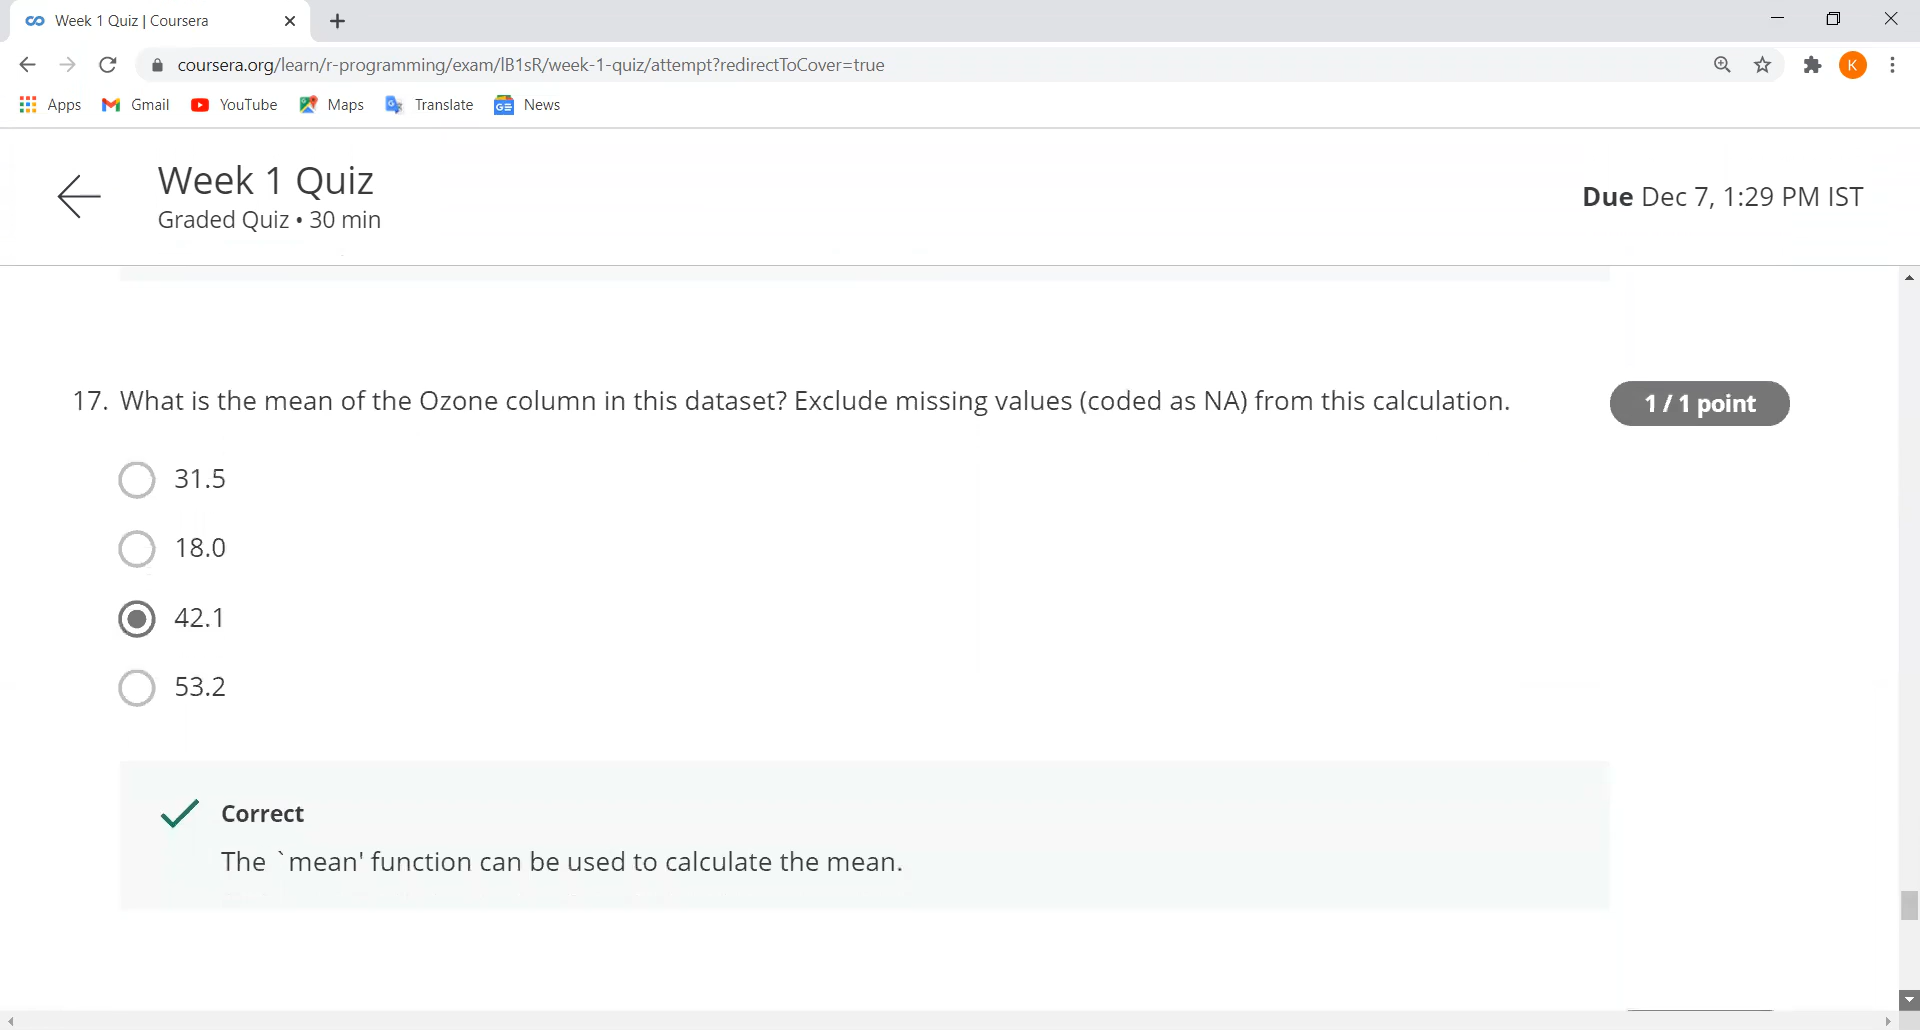 Week 1 Quiz | Coursera
coursera.org/learn/r-programming/exam/lB1sR/week-1-quiz/attempt?redirectToCover=true
K
Apps Gmail YouTube Maps Translate GE News
Week 1 Quiz
Graded Quiz • 30 min
Due Dec 7, 1:29 PM IST
17. What is the mean of the Ozone column in this dataset? Exclude missing values (coded as NA) from this calculation.
1 / 1 point
31.5
18.0
42.1
53.2
Correct
The `mean' function can be used to calculate the mean.